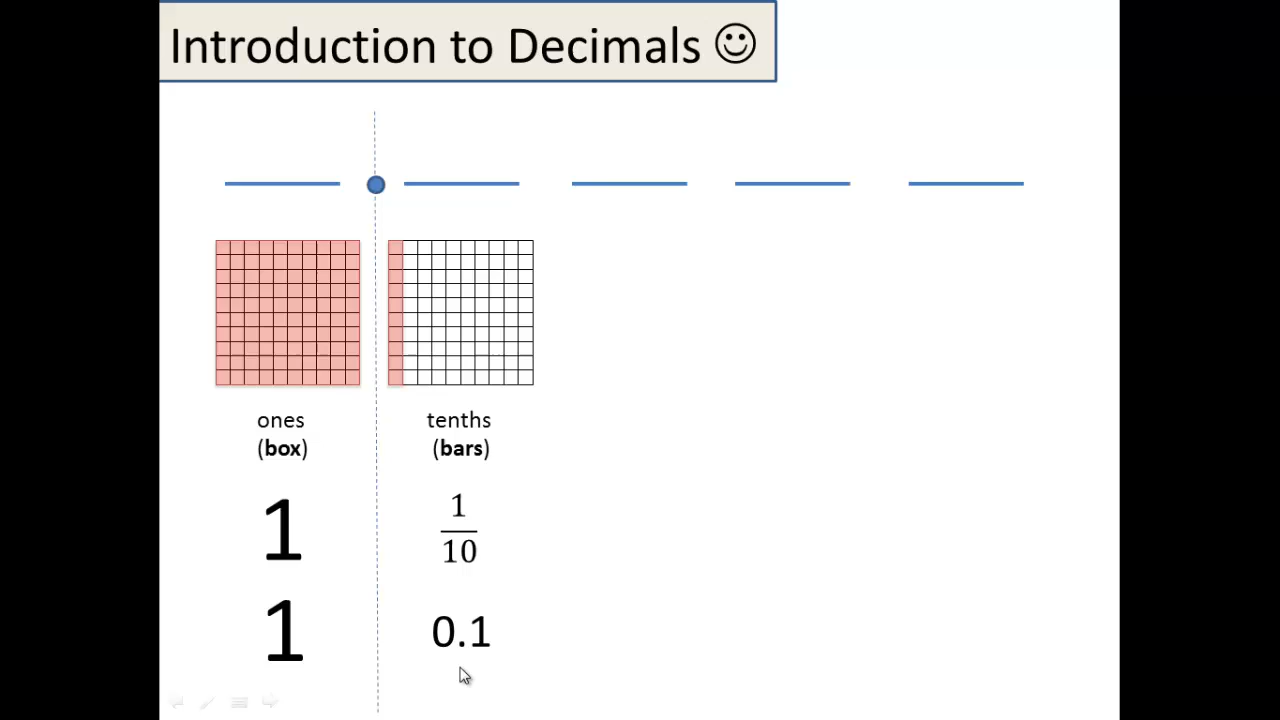 Introduction to Decimals ☺
ones
(box)
tenths
(bars)
1
1
10
1
0.1